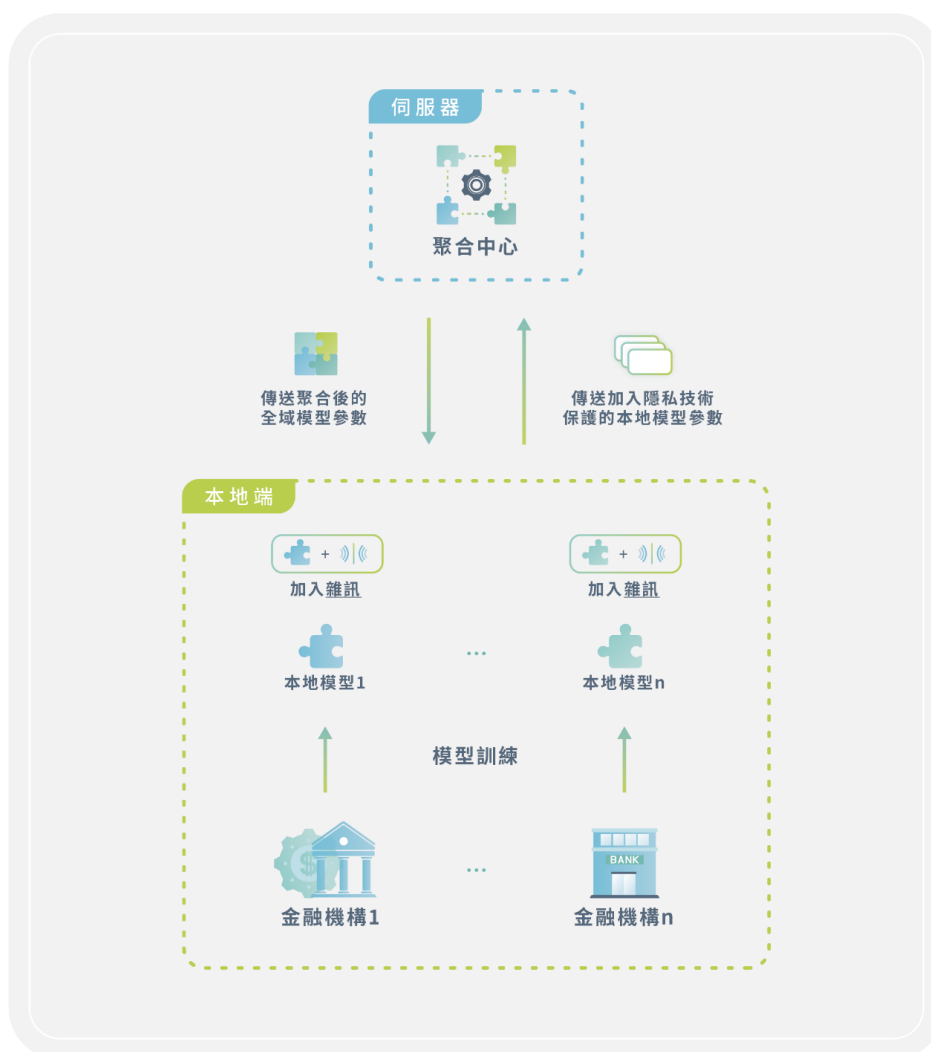 伺服器
聚合中心
傳送聚合後的
全域模型參數
傳送加入隱私技術
保護的本地模型參數
本地端
+
+
加入雜訊
加入雜訊
...
本地模型1
本地模型n
模型訓練
BANK
...
金融機構1
金融機構n